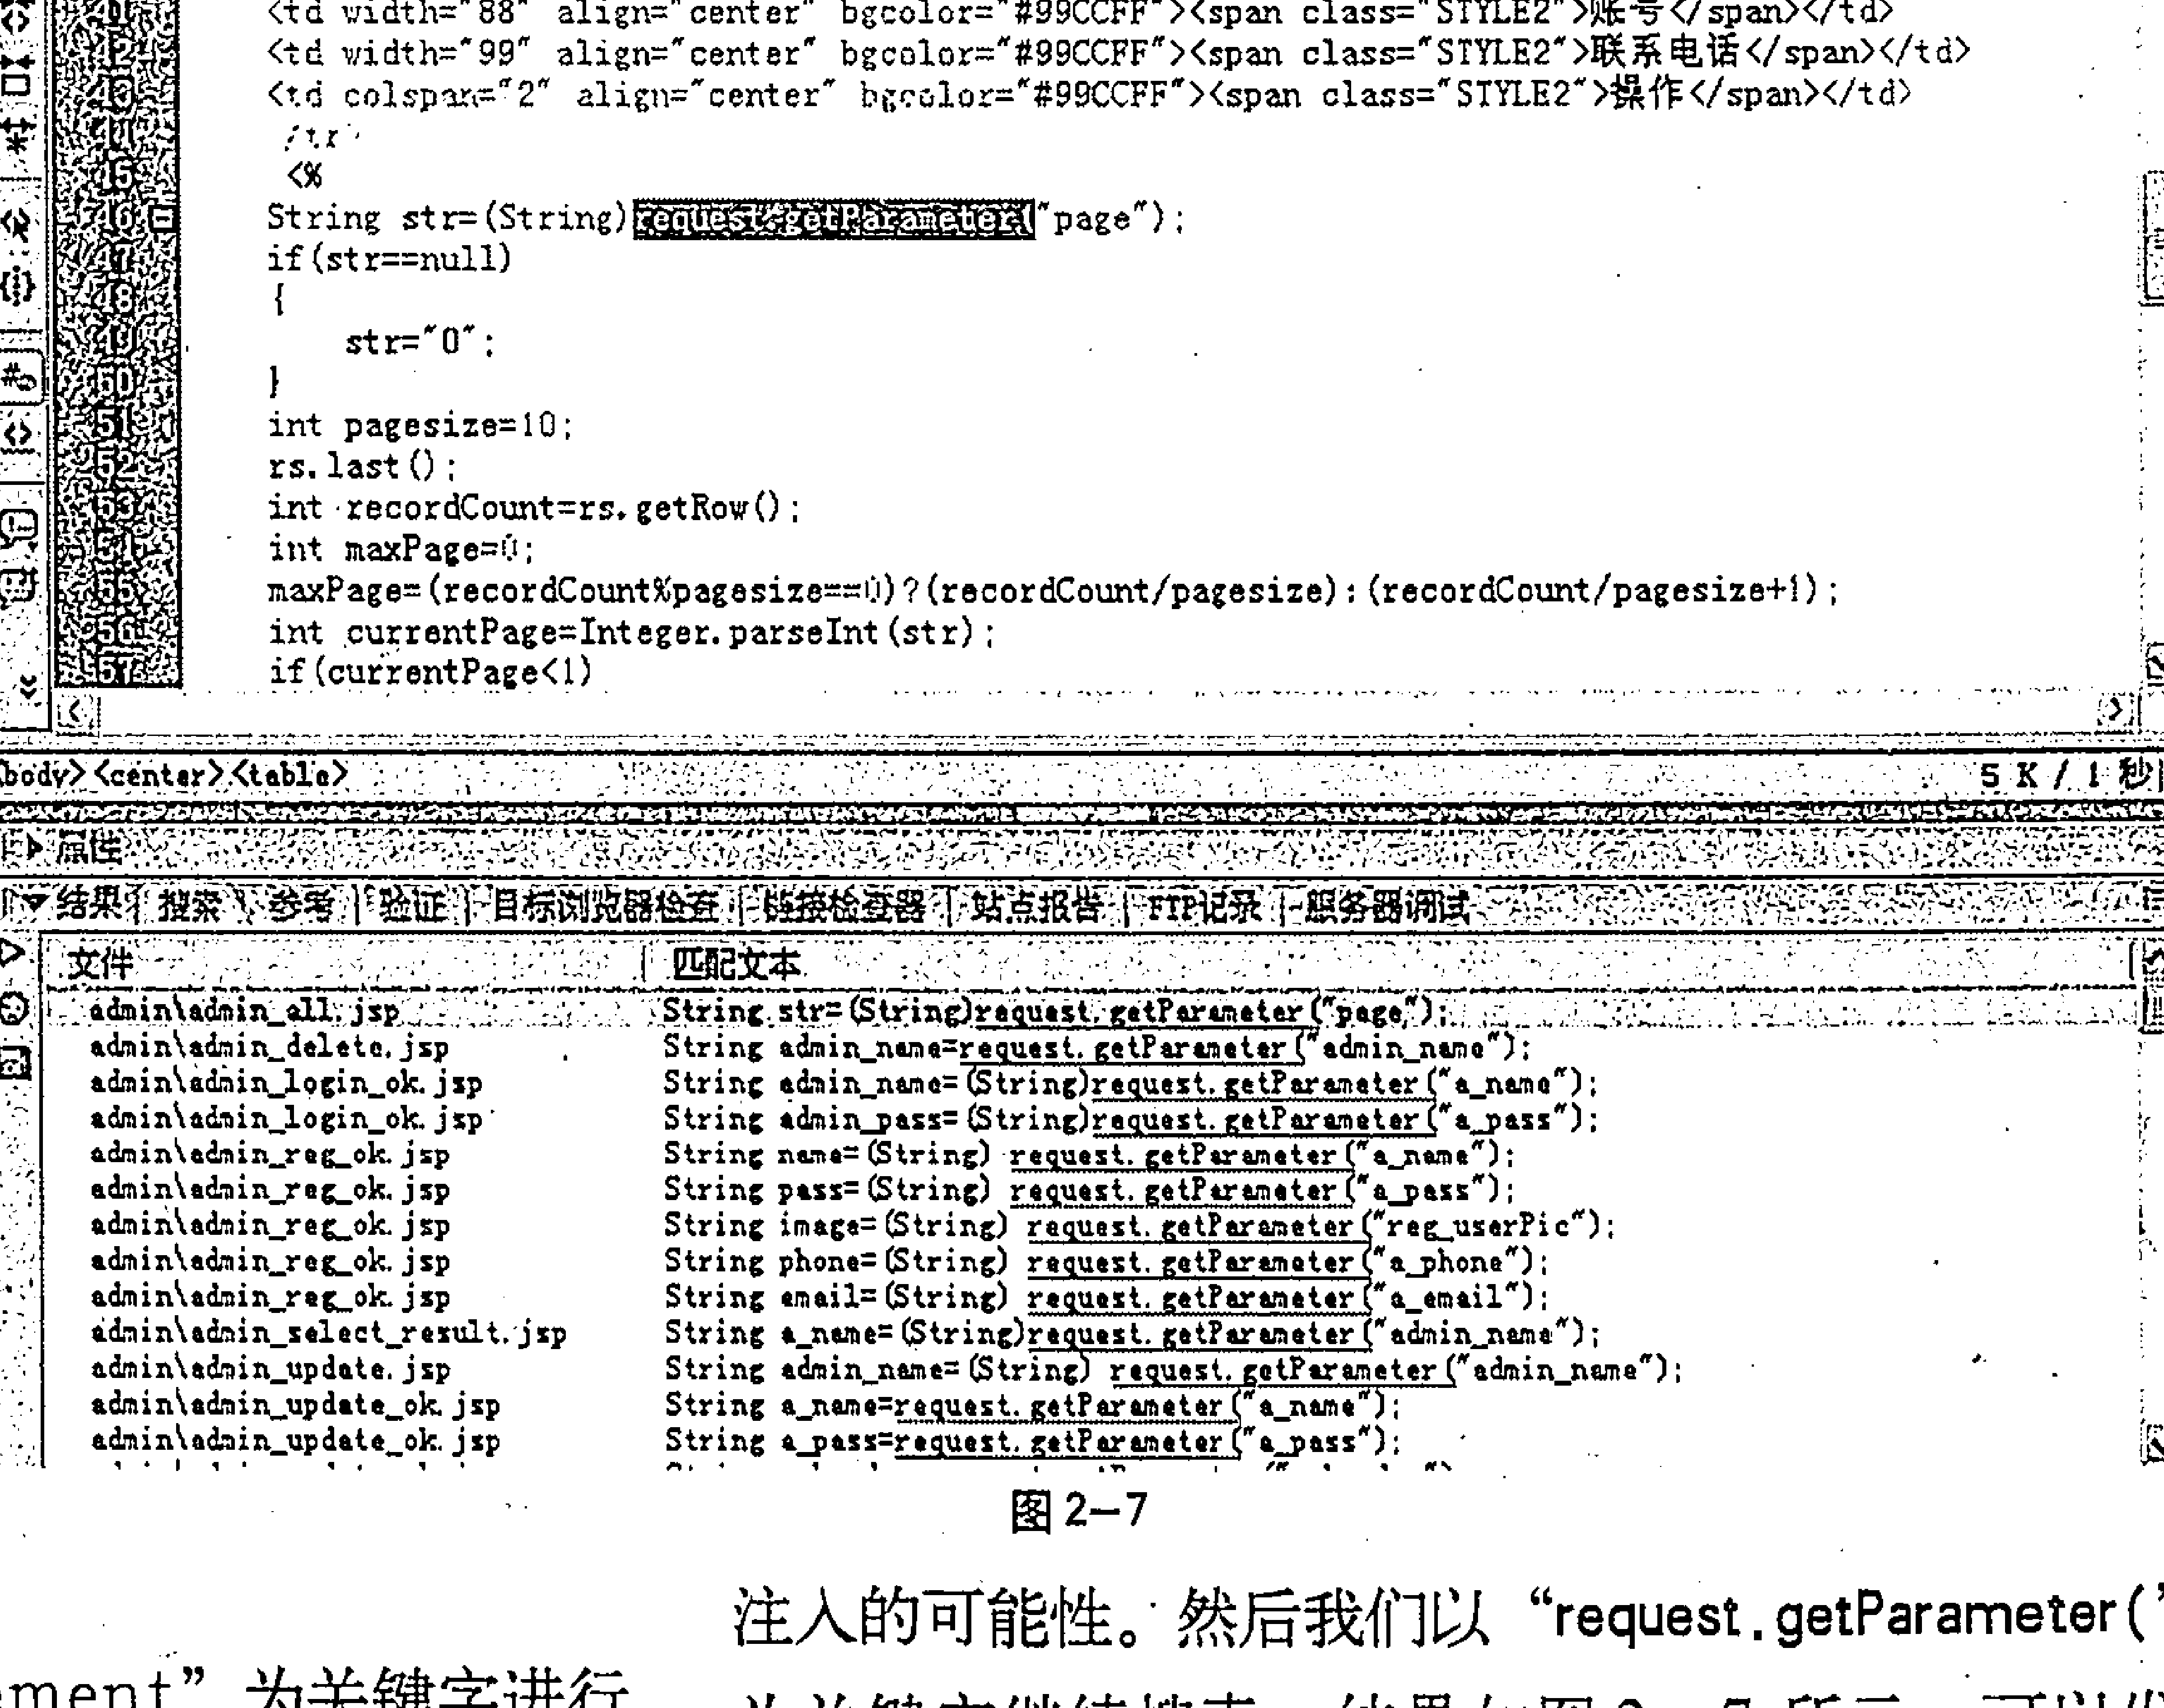 <td width="88" align="center" bgcolor="#99CCFF"><span class="STYLE2">账号</span></td>
<td width="99" align="center" bgcolor="#99CCFF"><span class="STYLE2">联系电话</span></td>
<td colspan="2" align="center" bgcolor="#99CCFF"><span class="STYLE2">操作</span></td>
/tr
<%
String str=(String)request.getParameter("page");
if(str==null)
{
str="0";
}
int pagesize=10;
rs.last();
int recordCount=rs.getRow();
int maxPage=0;
maxPage=(recordCount%pagesize==0)?(recordCount/pagesize):(recordCount/pagesize+1);
int currentPage=Integer.parseInt(str);
if(currentPage<1)
body><center><table>
5 K / 1 秒
属性
结果 搜索 参考 验证 目标浏览器检查 链接检查器 站点报告 FTP记录 服务器调试
文件 匹配文本
admin\admin_all.jsp String str=(String)request.getParameter("page");
admin\admin_delete.jsp String admin_name=request.getParameter("admin_name");
admin\admin_login_ok.jsp String admin_name=(String)request.getParameter("a_name");
admin\admin_login_ok.jsp String admin_pass=(String)request.getParameter("a_pass");
admin\admin_reg_ok.jsp String name=(String) request.getParameter("a_name");
admin\admin_reg_ok.jsp String pass=(String) request.getParameter("a_pass");
admin\admin_reg_ok.jsp String image=(String) request.getParameter("reg_userPic");
admin\admin_reg_ok.jsp String phone=(String) request.getParameter("a_phone");
admin\admin_reg_ok.jsp String email=(String) request.getParameter("a_email");
admin\admin_select_result.jsp String a_name=(String)request.getParameter("admin_name");
admin\admin_update.jsp String admin_name=(String) request.getParameter("admin_name");
admin\admin_update_ok.jsp String a_name=request.getParameter("a_name");
admin\admin_update_ok.jsp String a_pass=request.getParameter("a_pass");
图 2-7
注入的可能性。然后我们以 “request.getParameter(”
ment” 为关键字进行